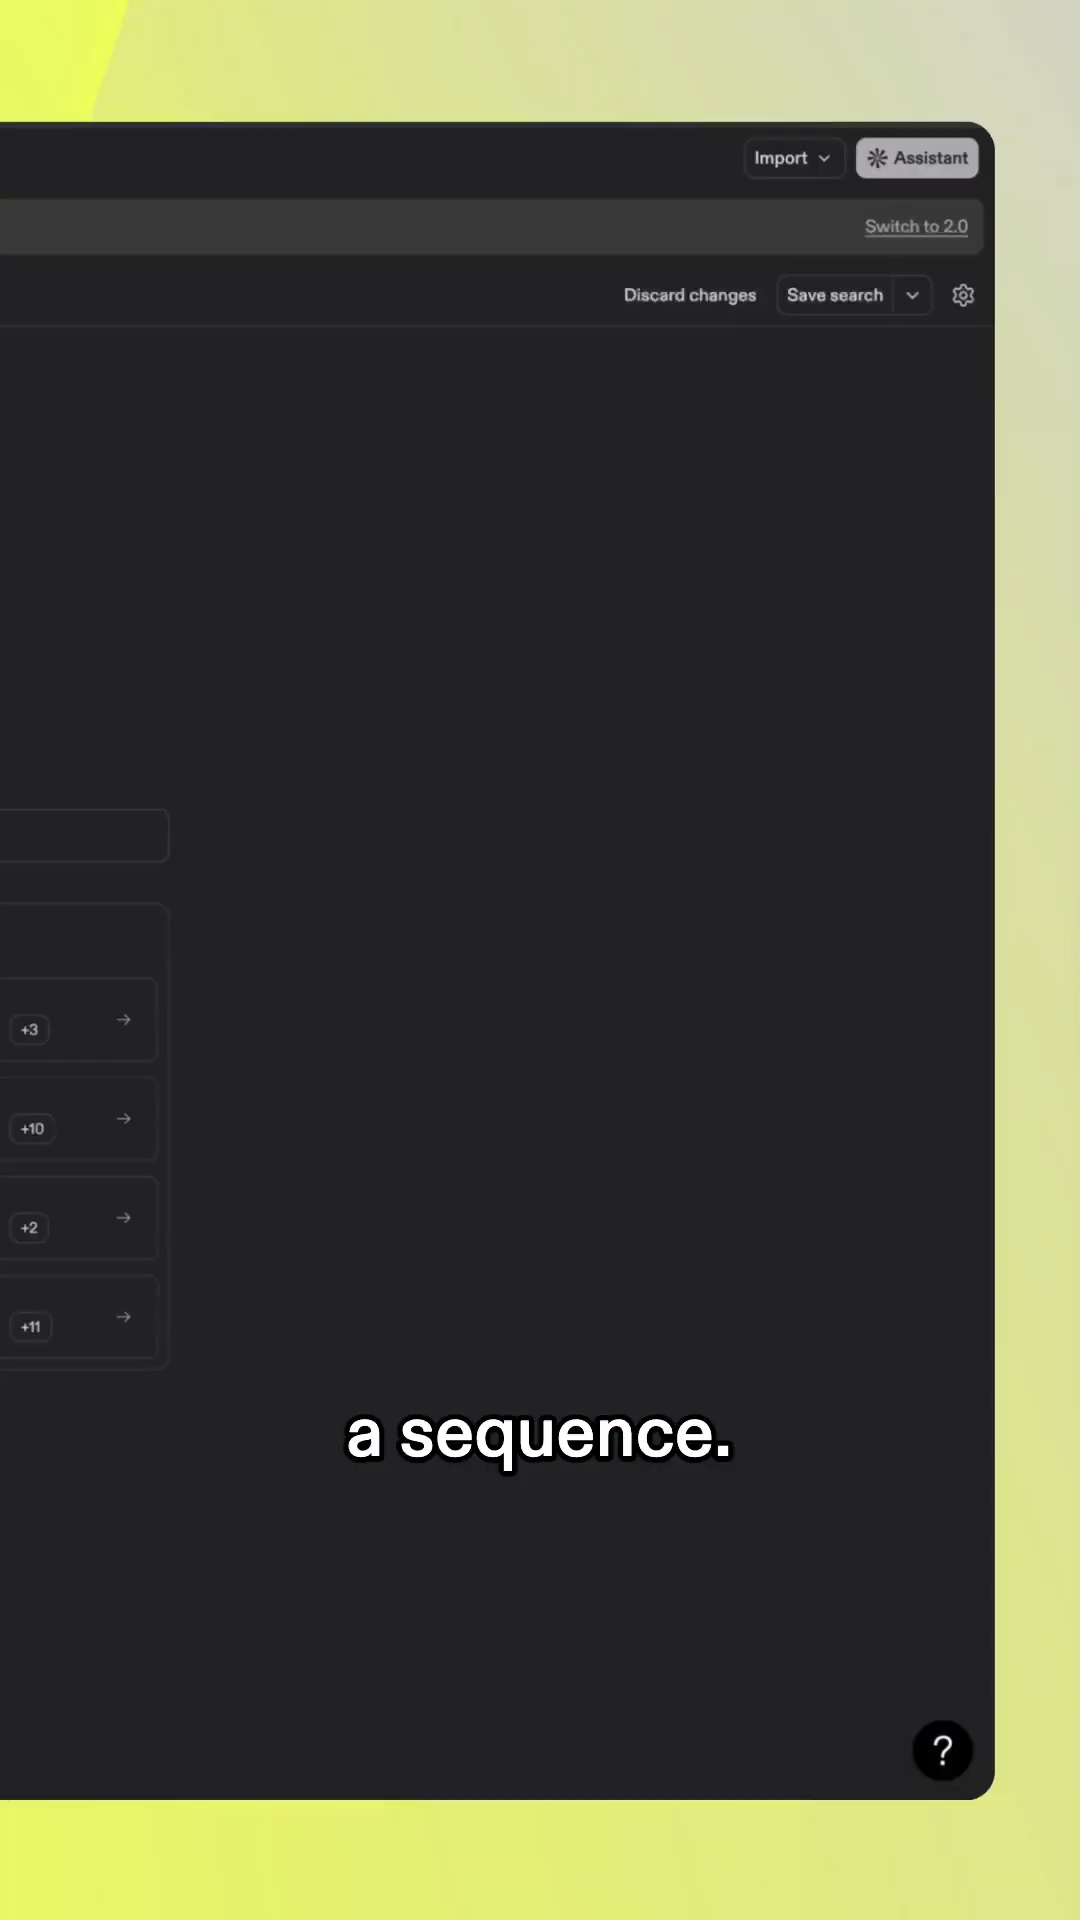 Import
Assistant
Switch to 2.0
Discard changes
Save search
+3
+10
+2
+11
a sequence.
?